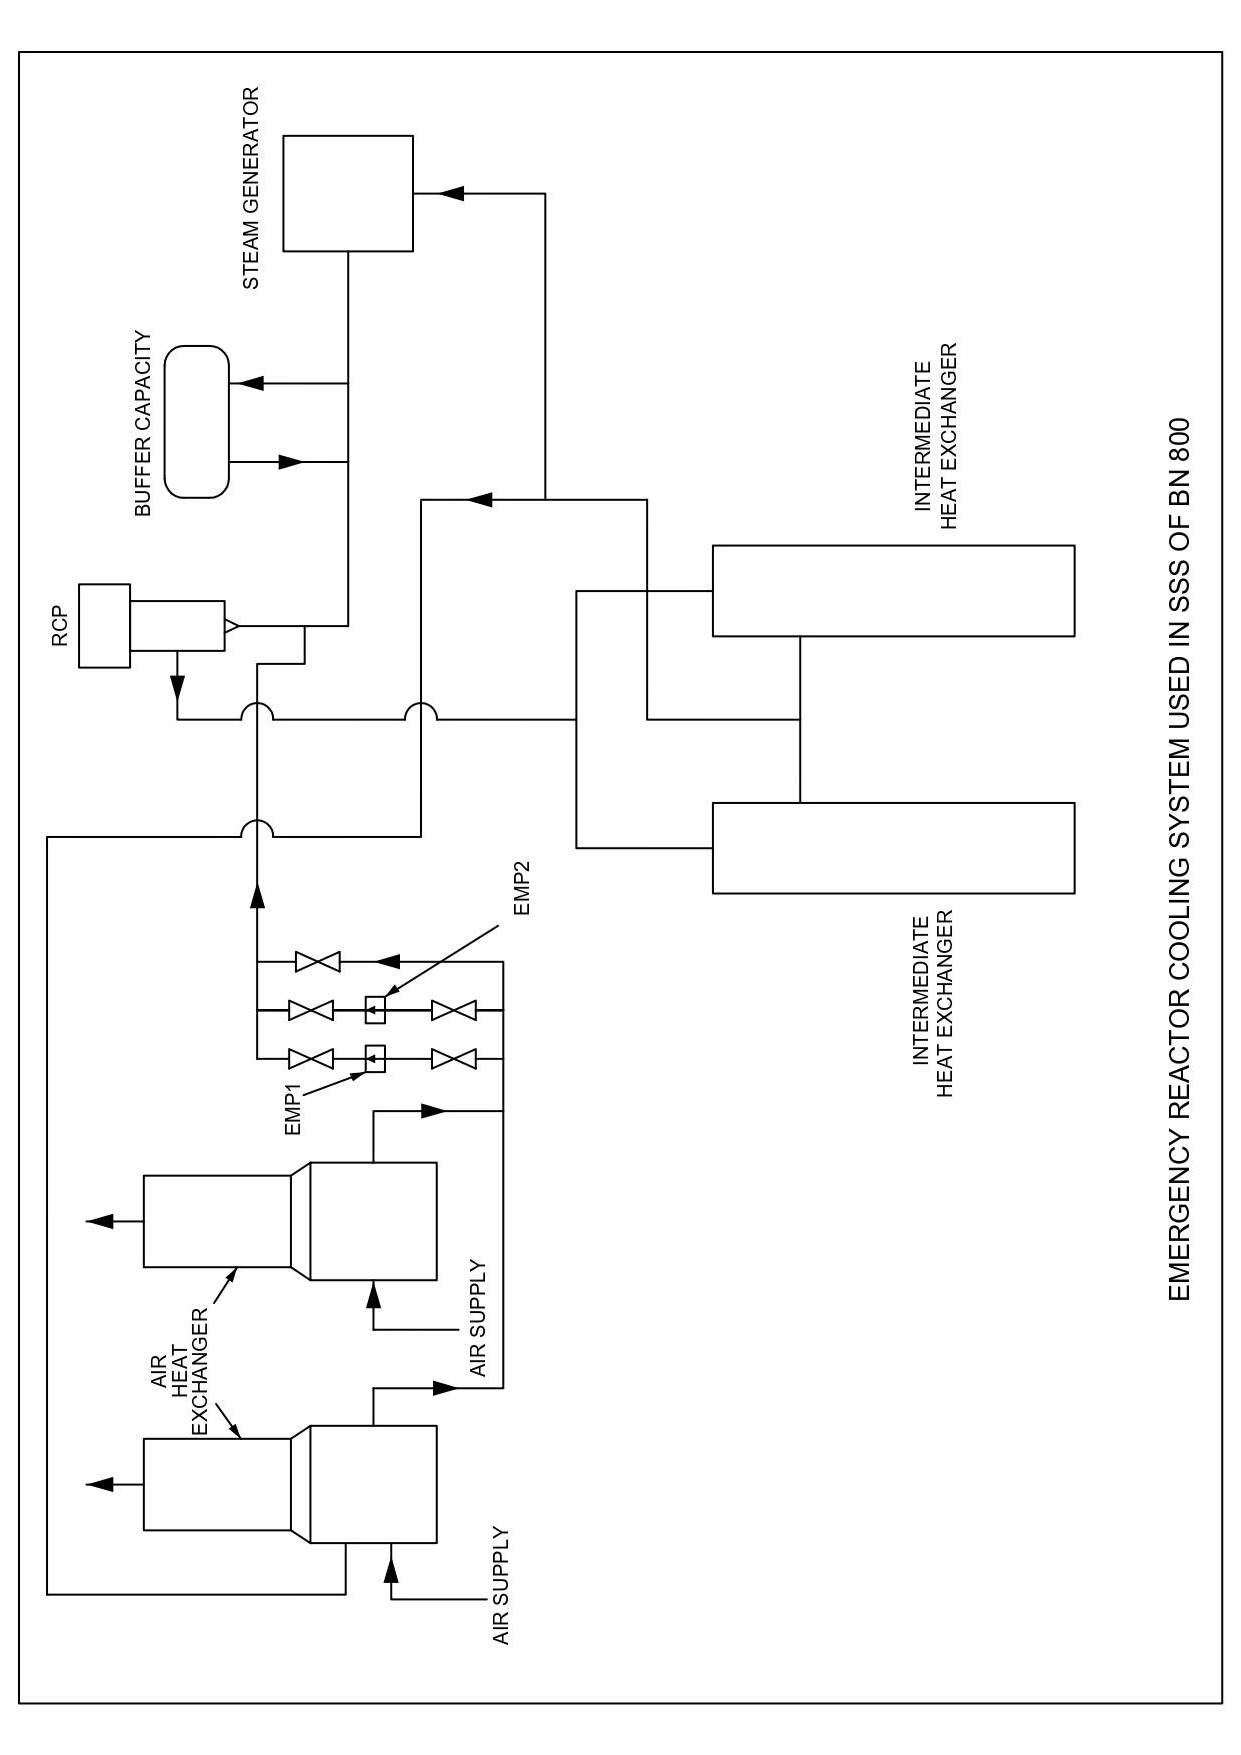 AIR
HEAT
EXCHANGER
RCP
BUFFER CAPACITY
STEAM GENERATOR
EMP1
EMP2
AIR SUPPLY
AIR SUPPLY
INTERMEDIATE
HEAT EXCHANGER
INTERMEDIATE
HEAT EXCHANGER
EMERGENCY REACTOR COOLING SYSTEM USED IN SSS OF BN 800